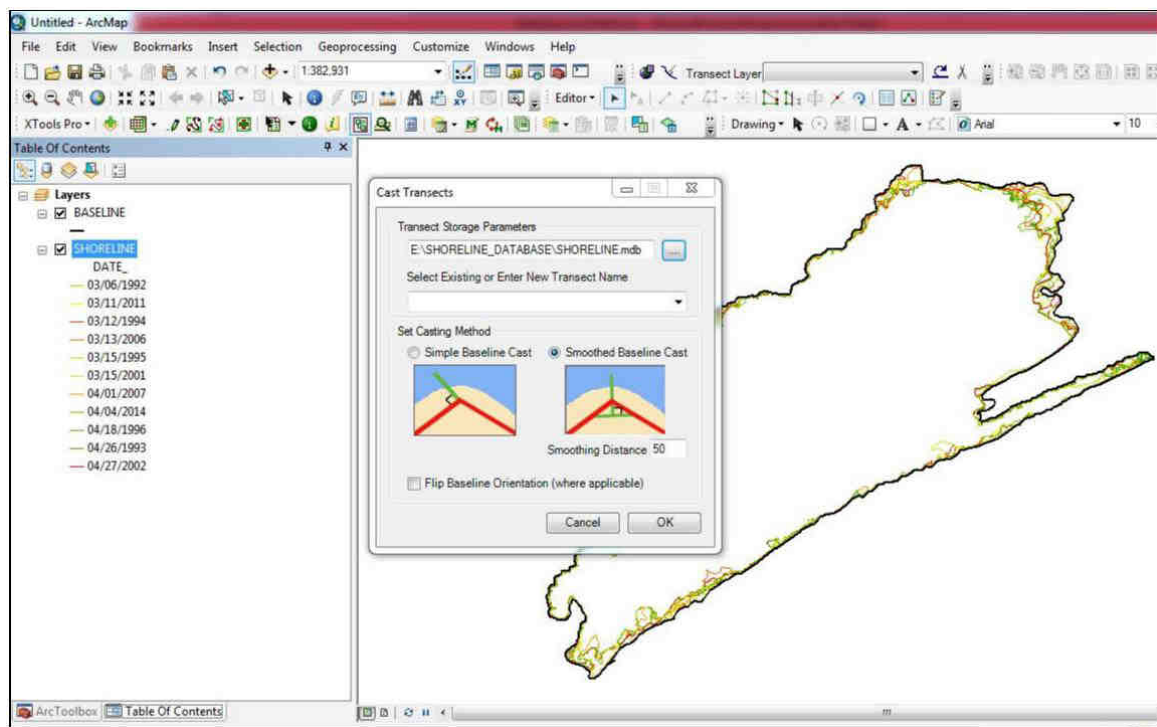 Untitled - ArcMap
File Edit View Bookmarks Insert Selection Geoprocessing Customize Windows Help
1:382,931
Transect Layer
Editor
XTools Pro
Drawing
A
Arial
10
Table Of Contents
Layers
BASELINE
SHORELINE
DATE_
03/06/1992
03/11/2011
03/12/1994
03/13/2006
03/15/1995
03/15/2001
04/01/2007
04/04/2014
04/18/1996
04/26/1993
04/27/2002
Cast Transects
Transect Storage Parameters
E:\SHORELINE_DATABASE\SHORELINE.mdb
...
Select Existing or Enter New Transect Name
Set Casting Method
Simple Baseline Cast
Smoothed Baseline Cast
Smoothing Distance 50
Flip Baseline Orientation (where applicable)
Cancel
OK
ArcToolbox
Table Of Contents